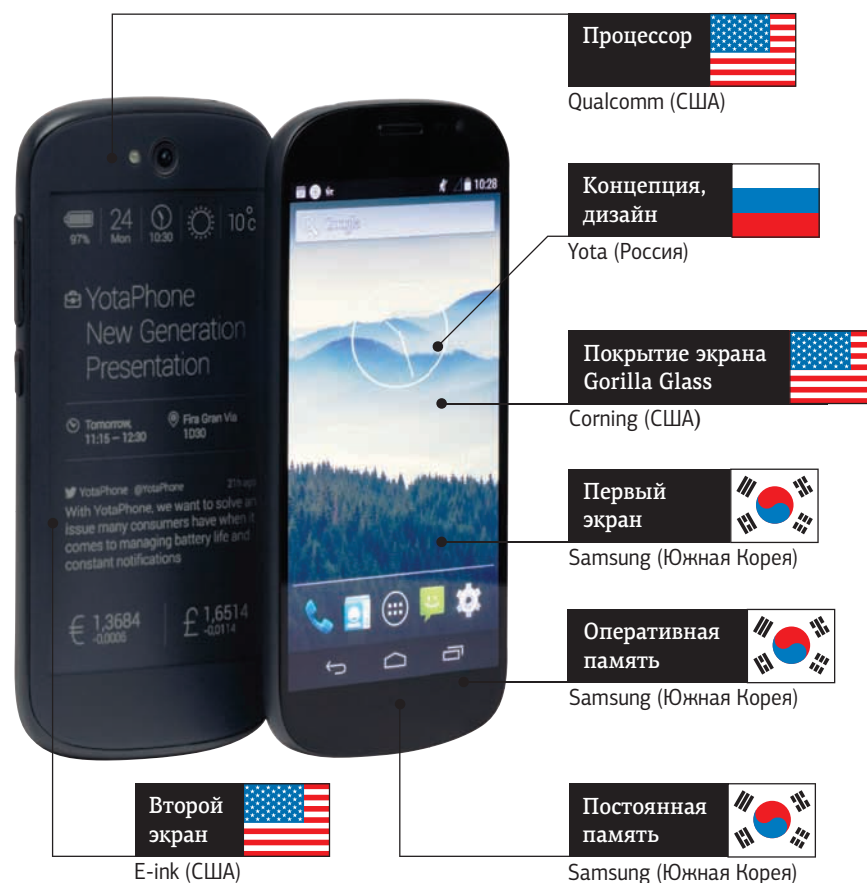 Процессор
Qualcomm (США)
Концепция,
дизайн
Yota (Россия)
Покрытие экрана
Gorilla Glass
Corning (США)
Первый
экран
Samsung (Южная Корея)
Оперативная
память
Samsung (Южная Корея)
Постоянная
память
Samsung (Южная Корея)
Второй
экран
E-ink (США)
97%
24
Mon
10:30
10°c
YotaPhone
New Generation
Presentation
Tomorrow,
11:15 – 12:30
Fira Gran Via
1030
YotaPhone @YotaPhone 21h ago
With YotaPhone, we want to solve an
issue many consumers have when it
comes to managing battery life and
constant notifications
€ 1,3684
-0,0006
£ 1,6514
-0,0114
10:28
Google